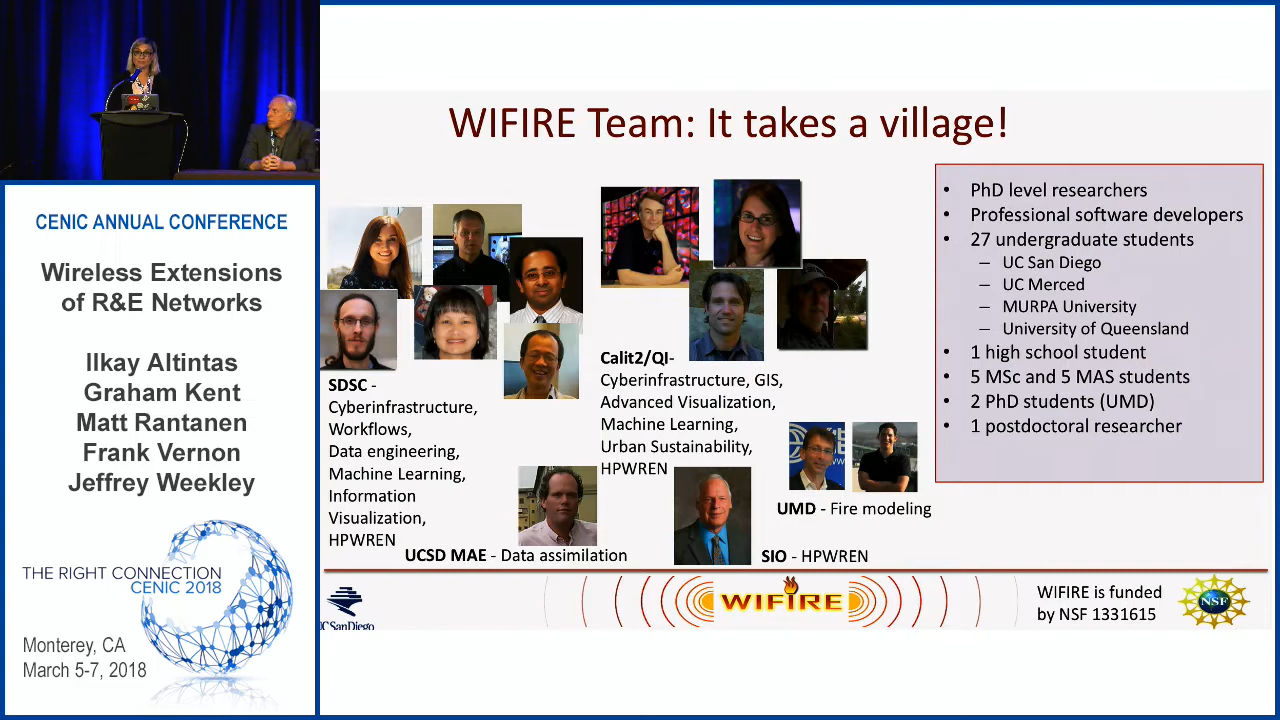 CENIC ANNUAL CONFERENCE
Wireless Extensions
of R&E Networks
Ilkay Altintas
Graham Kent
Matt Rantanen
Frank Vernon
Jeffrey Weekley
THE RIGHT CONNECTION
CENIC 2018
Monterey, CA
March 5-7, 2018
WIFIRE Team: It takes a village!
SDSC -
Cyberinfrastructure,
Workflows,
Data engineering,
Machine Learning,
Information
Visualization,
HPWREN
Calit2/QI-
Cyberinfrastructure, GIS,
Advanced Visualization,
Machine Learning,
Urban Sustainability,
HPWREN
UCSD MAE - Data assimilation
UMD - Fire modeling
SIO - HPWREN
• PhD level researchers
• Professional software developers
• 27 undergraduate students
– UC San Diego
– UC Merced
– MURPA University
– University of Queensland
• 1 high school student
• 5 MSc and 5 MAS students
• 2 PhD students (UMD)
• 1 postdoctoral researcher
UC San Diego
WIFIRE
WIFIRE is funded
by NSF 1331615
NSF